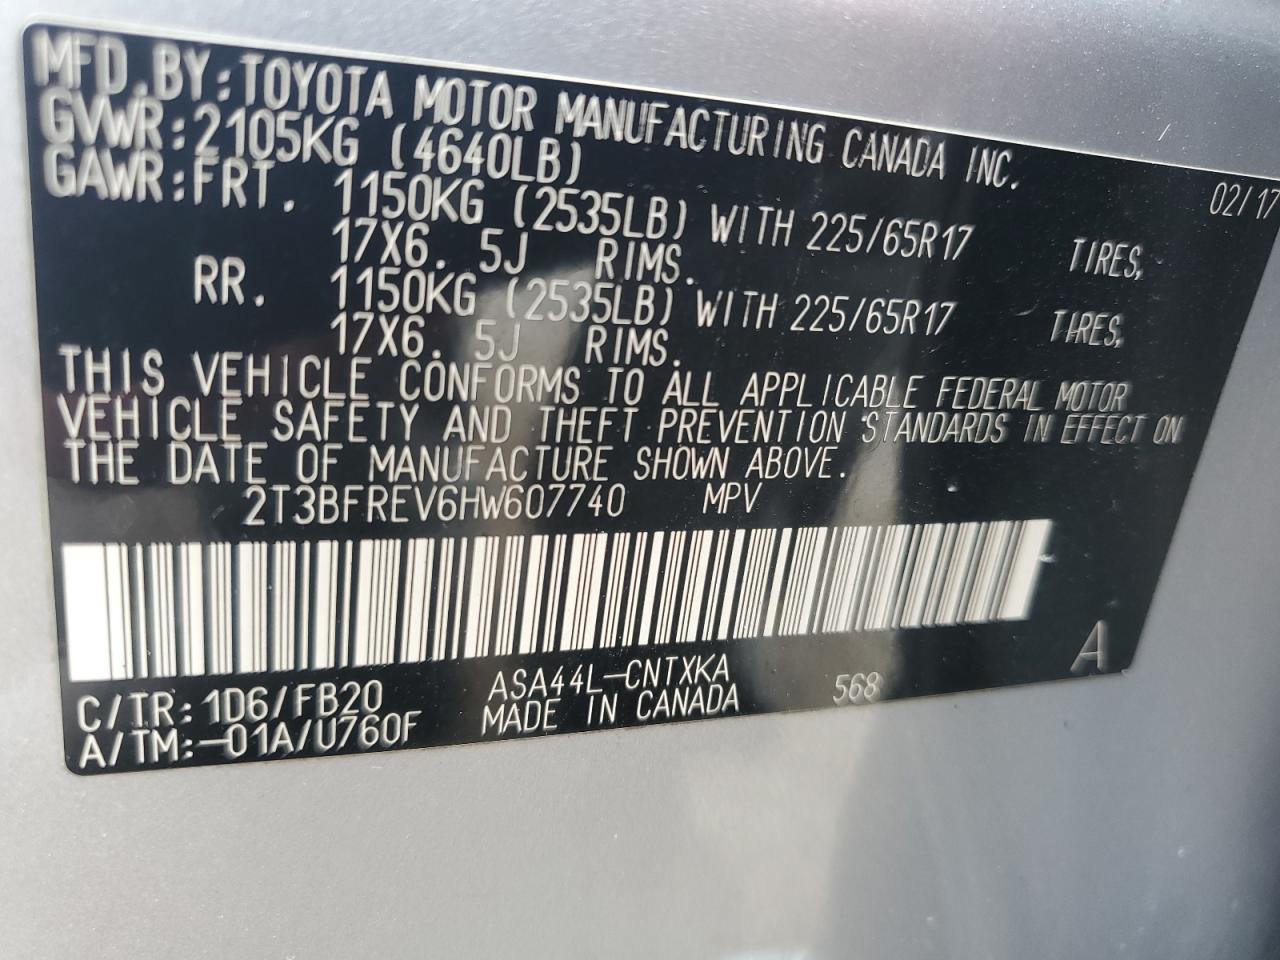 MFD.BY:TOYOTA MOTOR MANUFACTURING CANADA INC.
02/17
GVWR:2105KG (4640LB)
GAWR:FRT. 1150KG (2535LB) WITH 225/65R17 TIRES,
17X6. 5J RIMS.
RR. 1150KG (2535LB) WITH 225/65R17 TIRES,
17X6. 5J RIMS.
THIS VEHICLE CONFORMS TO ALL APPLICABLE FEDERAL MOTOR
VEHICLE SAFETY AND THEFT PREVENTION STANDARDS IN EFFECT ON
THE DATE OF MANUFACTURE SHOWN ABOVE.
2T3BFREV6HW607740 MPV
C/TR:1D6/FB20 ASA44L-CNTXKA 568 A
A/TM:-01A/U760F MADE IN CANADA